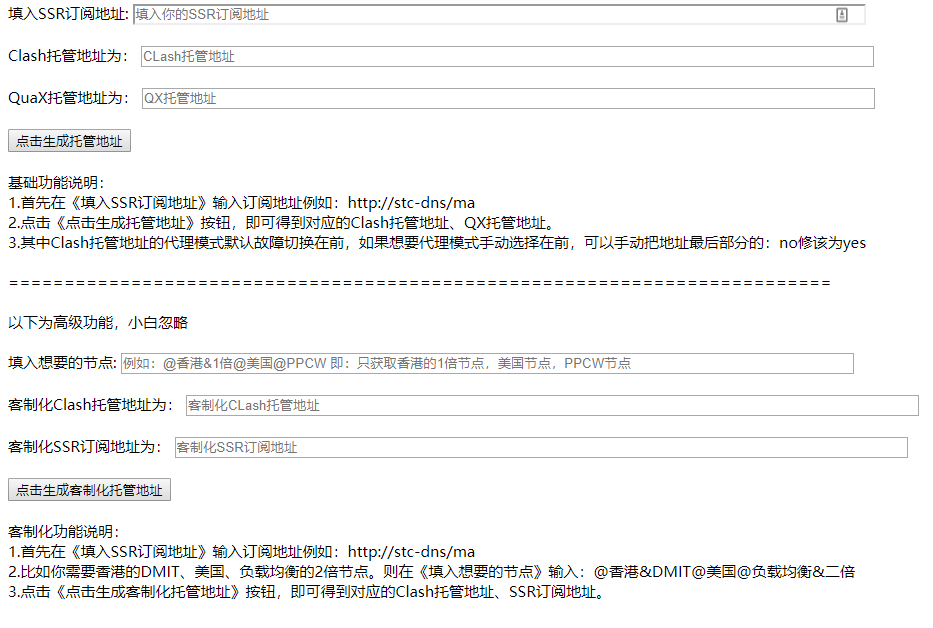 填入SSR订阅地址: 填入你的SSR订阅地址
Clash托管地址为： CLash托管地址
QuaX托管地址为： QX托管地址
点击生成托管地址
基础功能说明：
1.首先在《填入SSR订阅地址》输入订阅地址例如：http://stc-dns/ma
2.点击《点击生成托管地址》按钮，即可得到对应的Clash托管地址、QX托管地址。
3.其中Clash托管地址的代理模式默认故障切换在前，如果想要代理模式手动选择在前，可以手动把地址最后部分的：no修该为yes
==========================================================================
以下为高级功能，小白忽略
填入想要的节点: 例如：@香港&1倍@美国@PPCW 即：只获取香港的1倍节点，美国节点，PPCW节点
客制化Clash托管地址为： 客制化CLash托管地址
客制化SSR订阅地址为： 客制化SSR订阅地址
点击生成客制化托管地址
客制化功能说明：
1.首先在《填入SSR订阅地址》输入订阅地址例如：http://stc-dns/ma
2.比如你需要香港的DMIT、美国、负载均衡的2倍节点。则在《填入想要的节点》输入：@香港&DMIT@美国@负载均衡&二倍
3.点击《点击生成客制化托管地址》按钮，即可得到对应的Clash托管地址、SSR订阅地址。